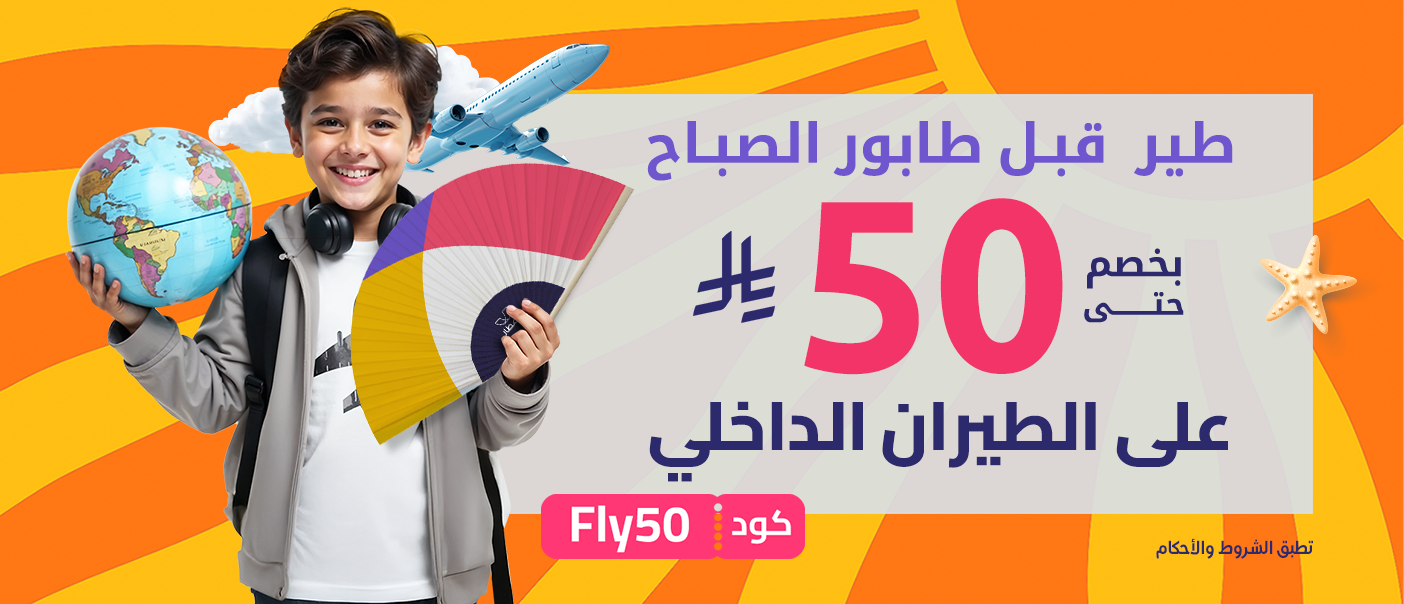 طير قبل طابور الصباح
بخصم
حتى
50
على الطيران الداخلي
كود Fly50
تطبق الشروط والأحكام